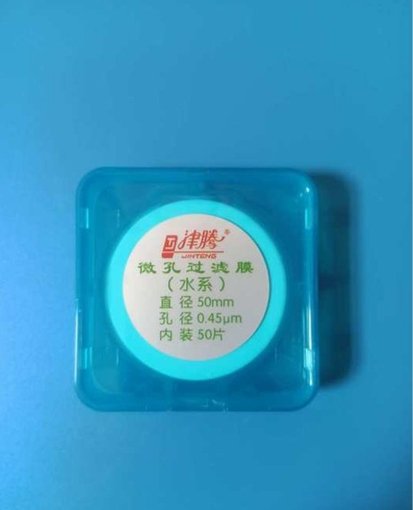 津腾®
JINTENG
微孔过滤膜
(水系)
直径 50mm
孔径 0.45μm
内装 50片